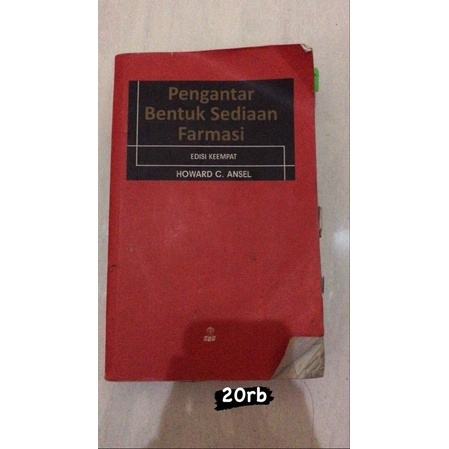 Pengantar
Bentuk Sediaan
Farmasi
EDISI KEEMPAT
HOWARD C. ANSEL
20rb